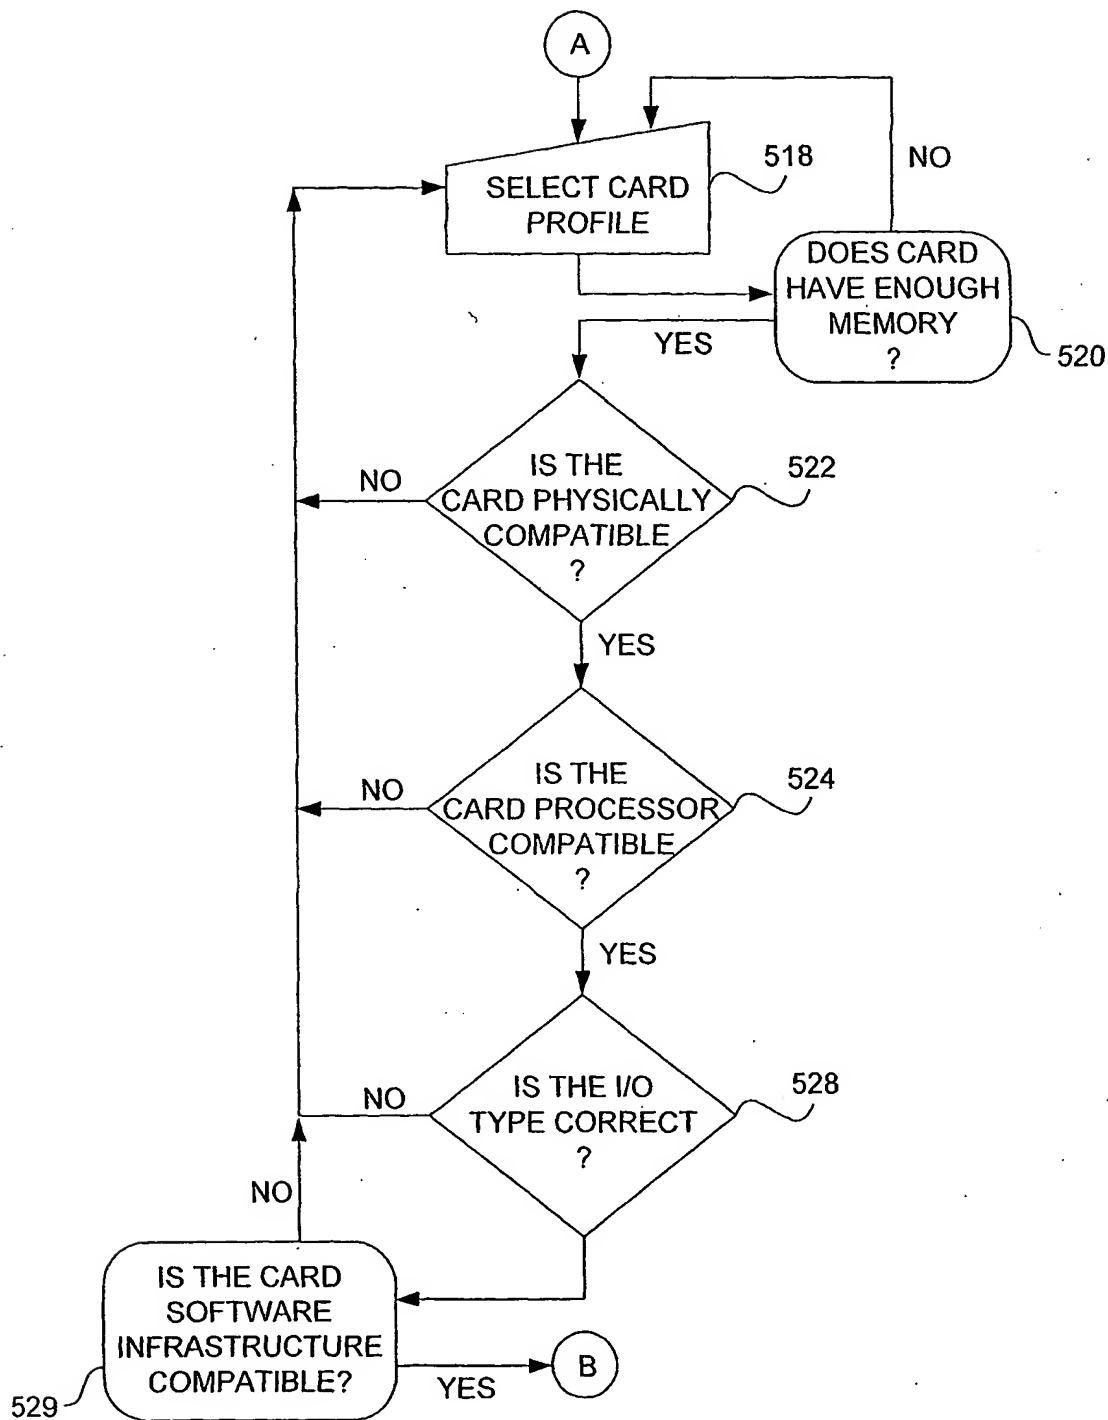 A
SELECT CARD
PROFILE
518
NO
DOES CARD
HAVE ENOUGH
MEMORY
?
520
YES
IS THE
CARD PHYSICALLY
COMPATIBLE
?
522
NO
YES
IS THE
CARD PROCESSOR
COMPATIBLE
?
524
NO
YES
IS THE I/O
TYPE CORRECT
?
528
NO
NO
IS THE CARD
SOFTWARE
INFRASTRUCTURE
COMPATIBLE?
529
YES
B